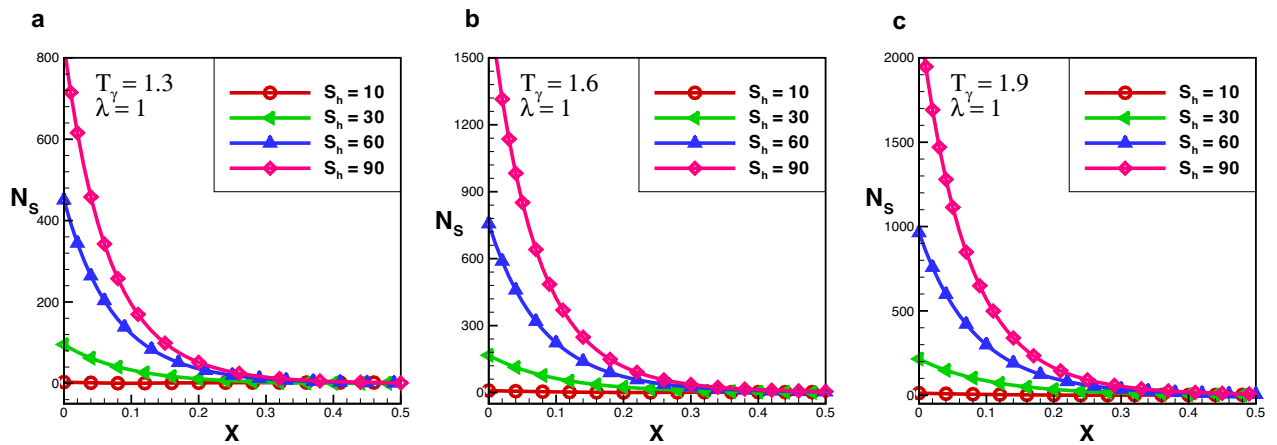 a
800
T_γ = 1.3
λ = 1
S_h = 10
S_h = 30
S_h = 60
S_h = 90
600
N_S
400
200
0
0 0.1 0.2 0.3 0.4 0.5
X
b
1500
T_γ = 1.6
λ = 1
S_h = 10
S_h = 30
S_h = 60
S_h = 90
1200
900
N_S
600
300
0
0 0.1 0.2 0.3 0.4 0.5
X
c
2000
T_γ = 1.9
λ = 1
S_h = 10
S_h = 30
S_h = 60
S_h = 90
1500
N_S
1000
500
0
0 0.1 0.2 0.3 0.4 0.5
X